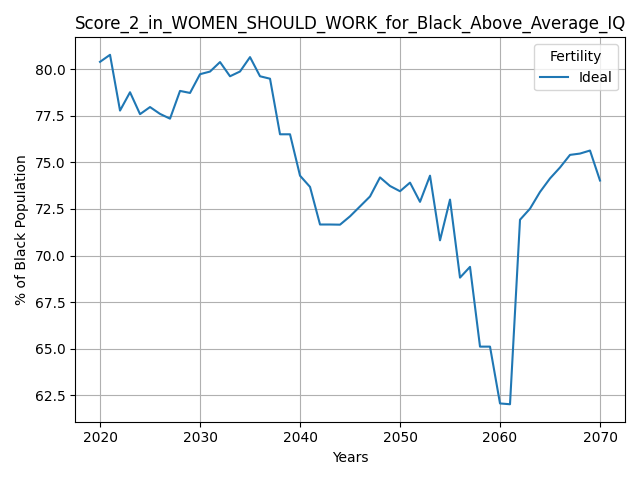 Score_2_in_WOMEN_SHOULD_WORK_for_Black_Above_Average_IQ
Fertility
Ideal
% of Black Population
80.0
77.5
75.0
72.5
70.0
67.5
65.0
62.5
2020 2030 2040 2050 2060 2070
Years